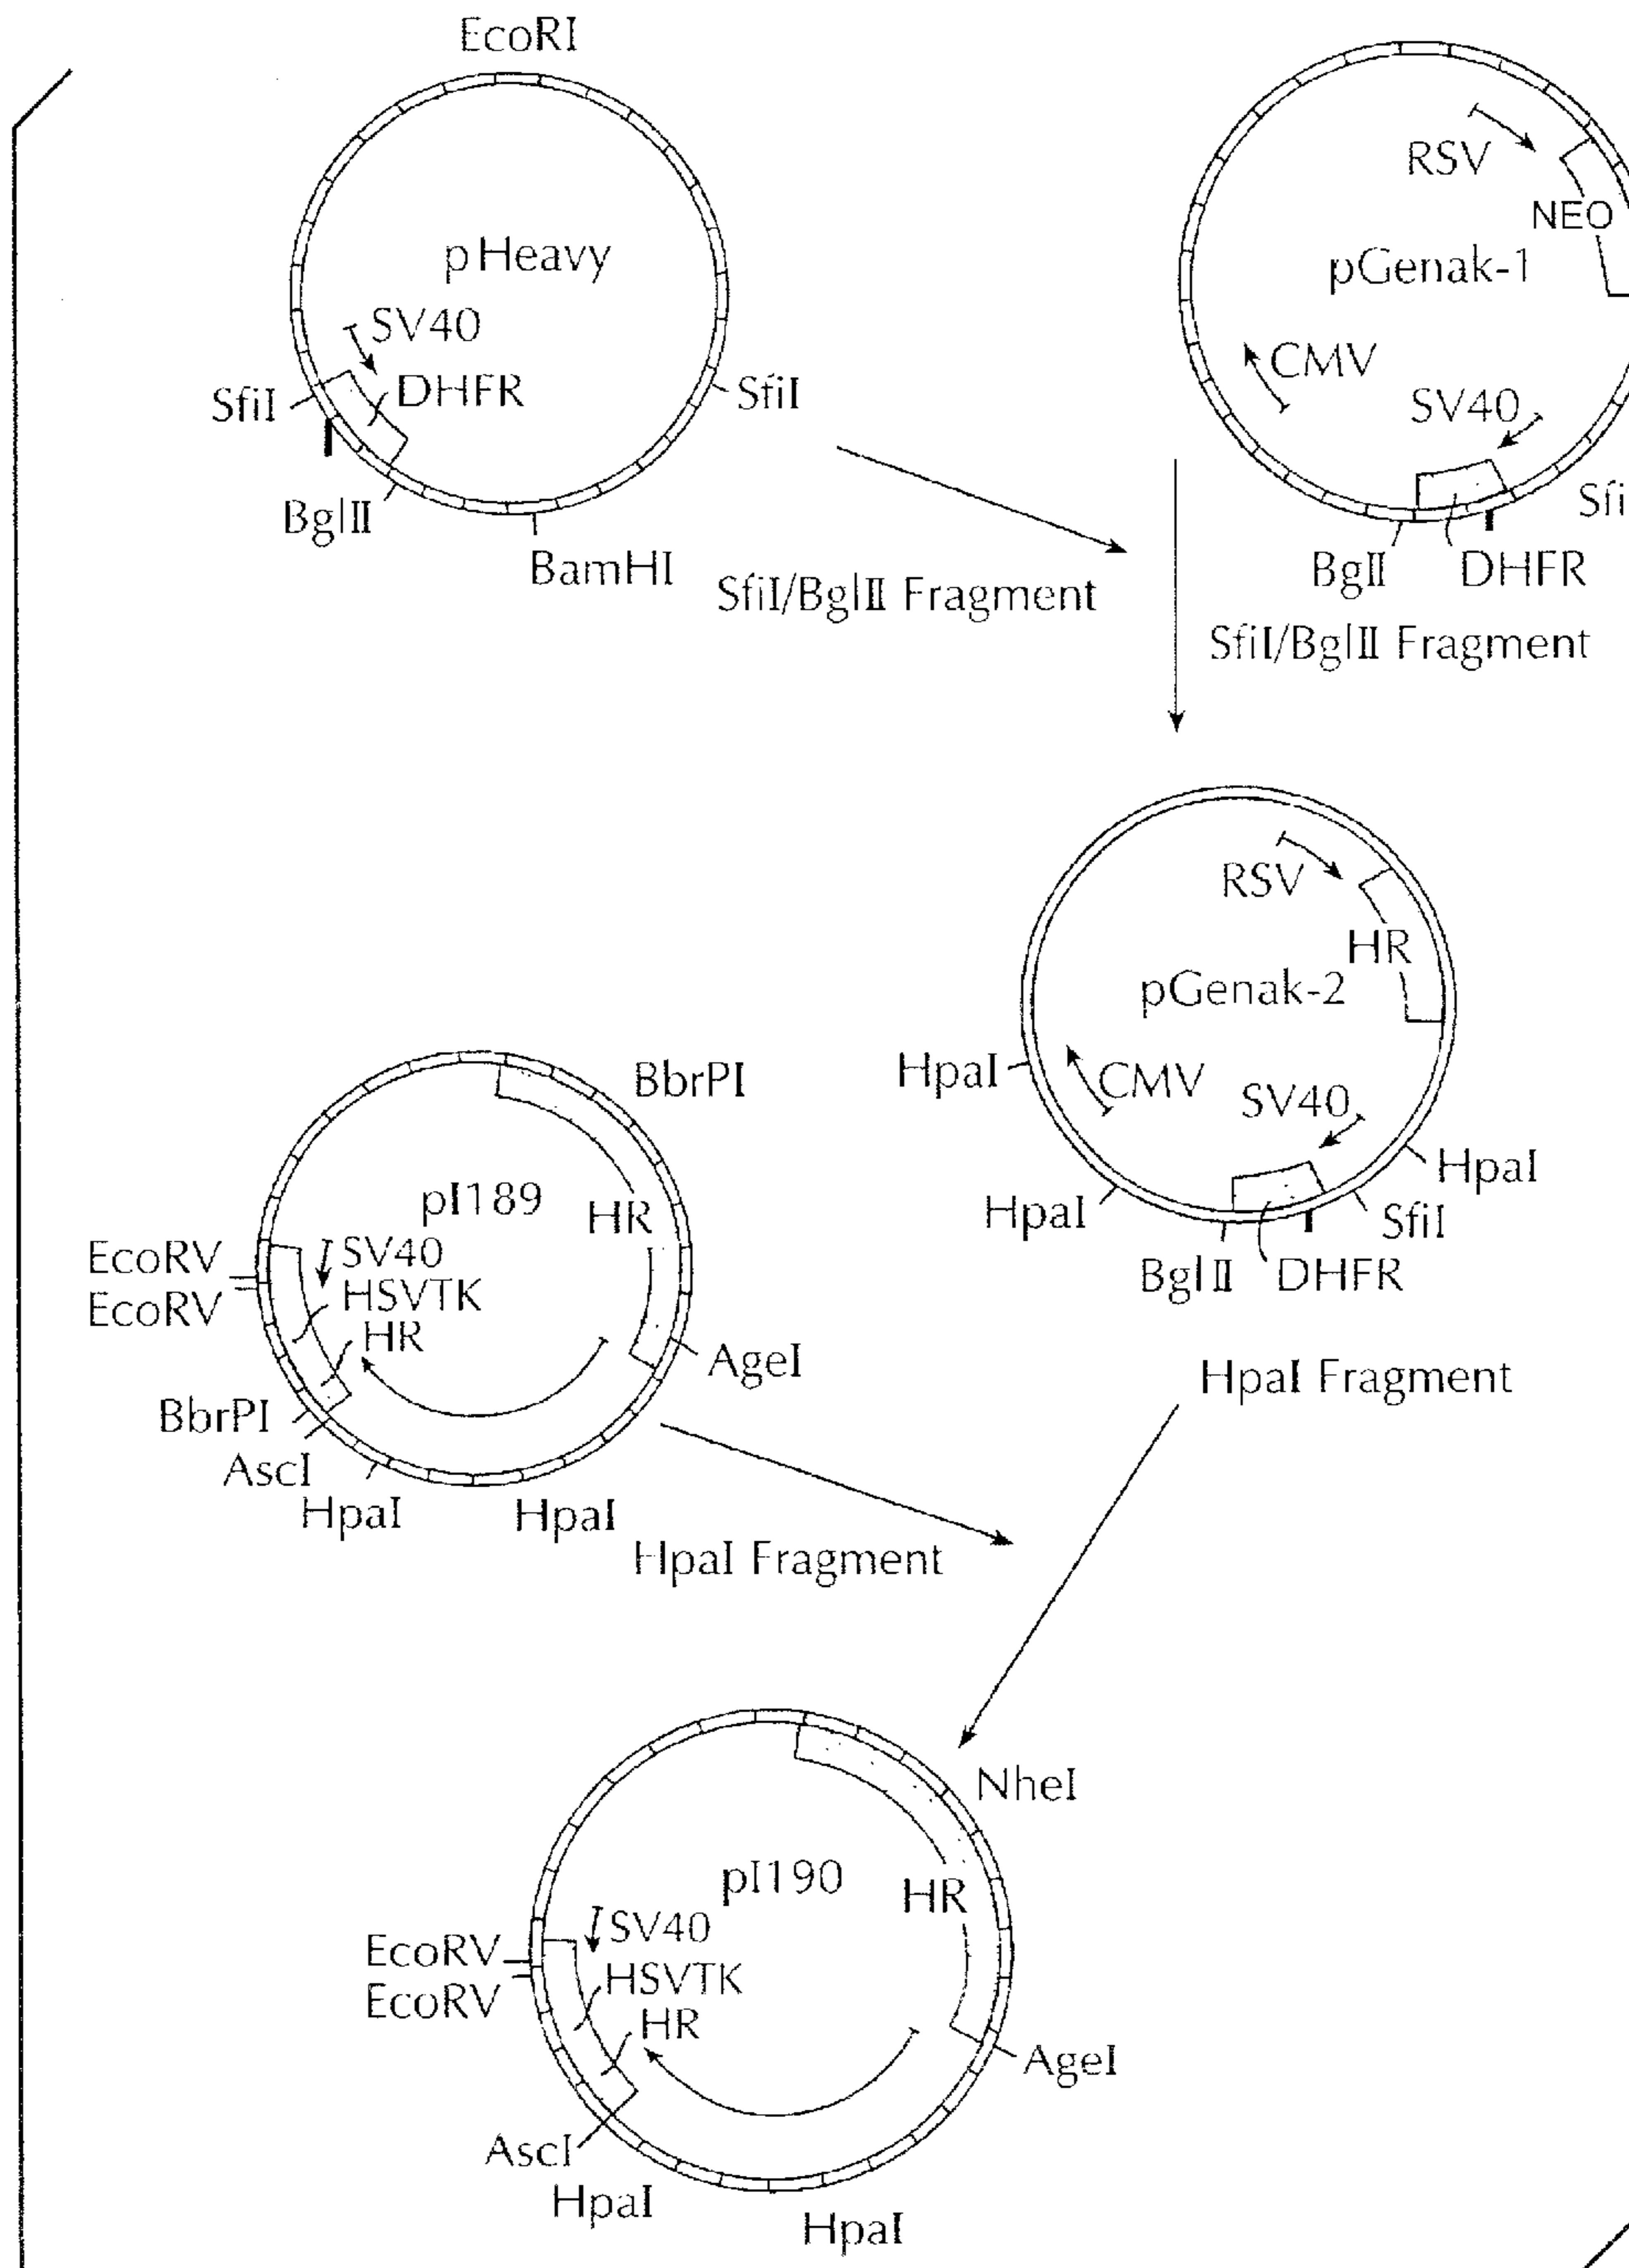 EcoRI
pHeavy
SV40
DHFR
SfiI
SfiI
BglII
BamHI
SfiI/BglII Fragment
RSV
NEO
pGenak-1
CMV
SV40
Sfi
BglI
DHFR
SfiI/BglII Fragment
RSV
HR
pGenak-2
HpaI
CMV
SV40
HpaI
HpaI
SfiI
BglII
DHFR
HpaI Fragment
BbrPI
pI189
HR
EcoRV
SV40
EcoRV
HSVTK
HR
AgeI
BbrPI
AscI
HpaI
HpaI
HpaI Fragment
NheI
pI190
HR
SV40
EcoRV
HSVTK
EcoRV
HR
AgeI
AscI
HpaI
HpaI